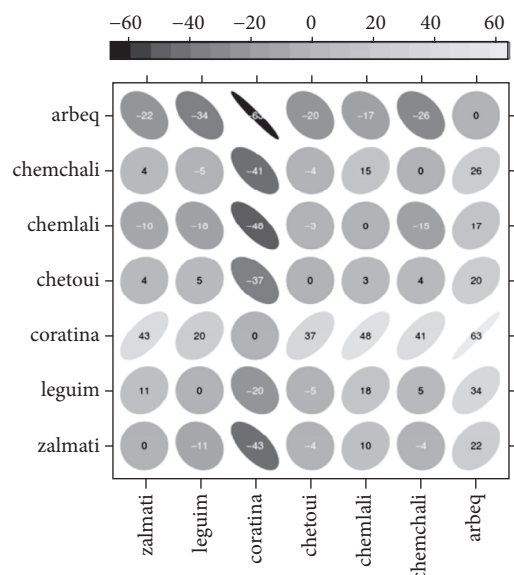 −60 −40 −20 0 20 40 60
arbeq −22 −34 −63 −20 −17 −26 0
chemchali 4 −5 −41 −4 15 0 26
chemlali −10 −18 −48 −3 0 −15 17
chetoui 4 5 −37 0 3 4 20
coratina 43 20 0 37 48 41 63
leguim 11 0 −20 −5 18 5 34
zalmati 0 −11 −43 −4 10 −4 22
zalmati
leguim
coratina
chetoui
chemlali
chemchali
arbeq